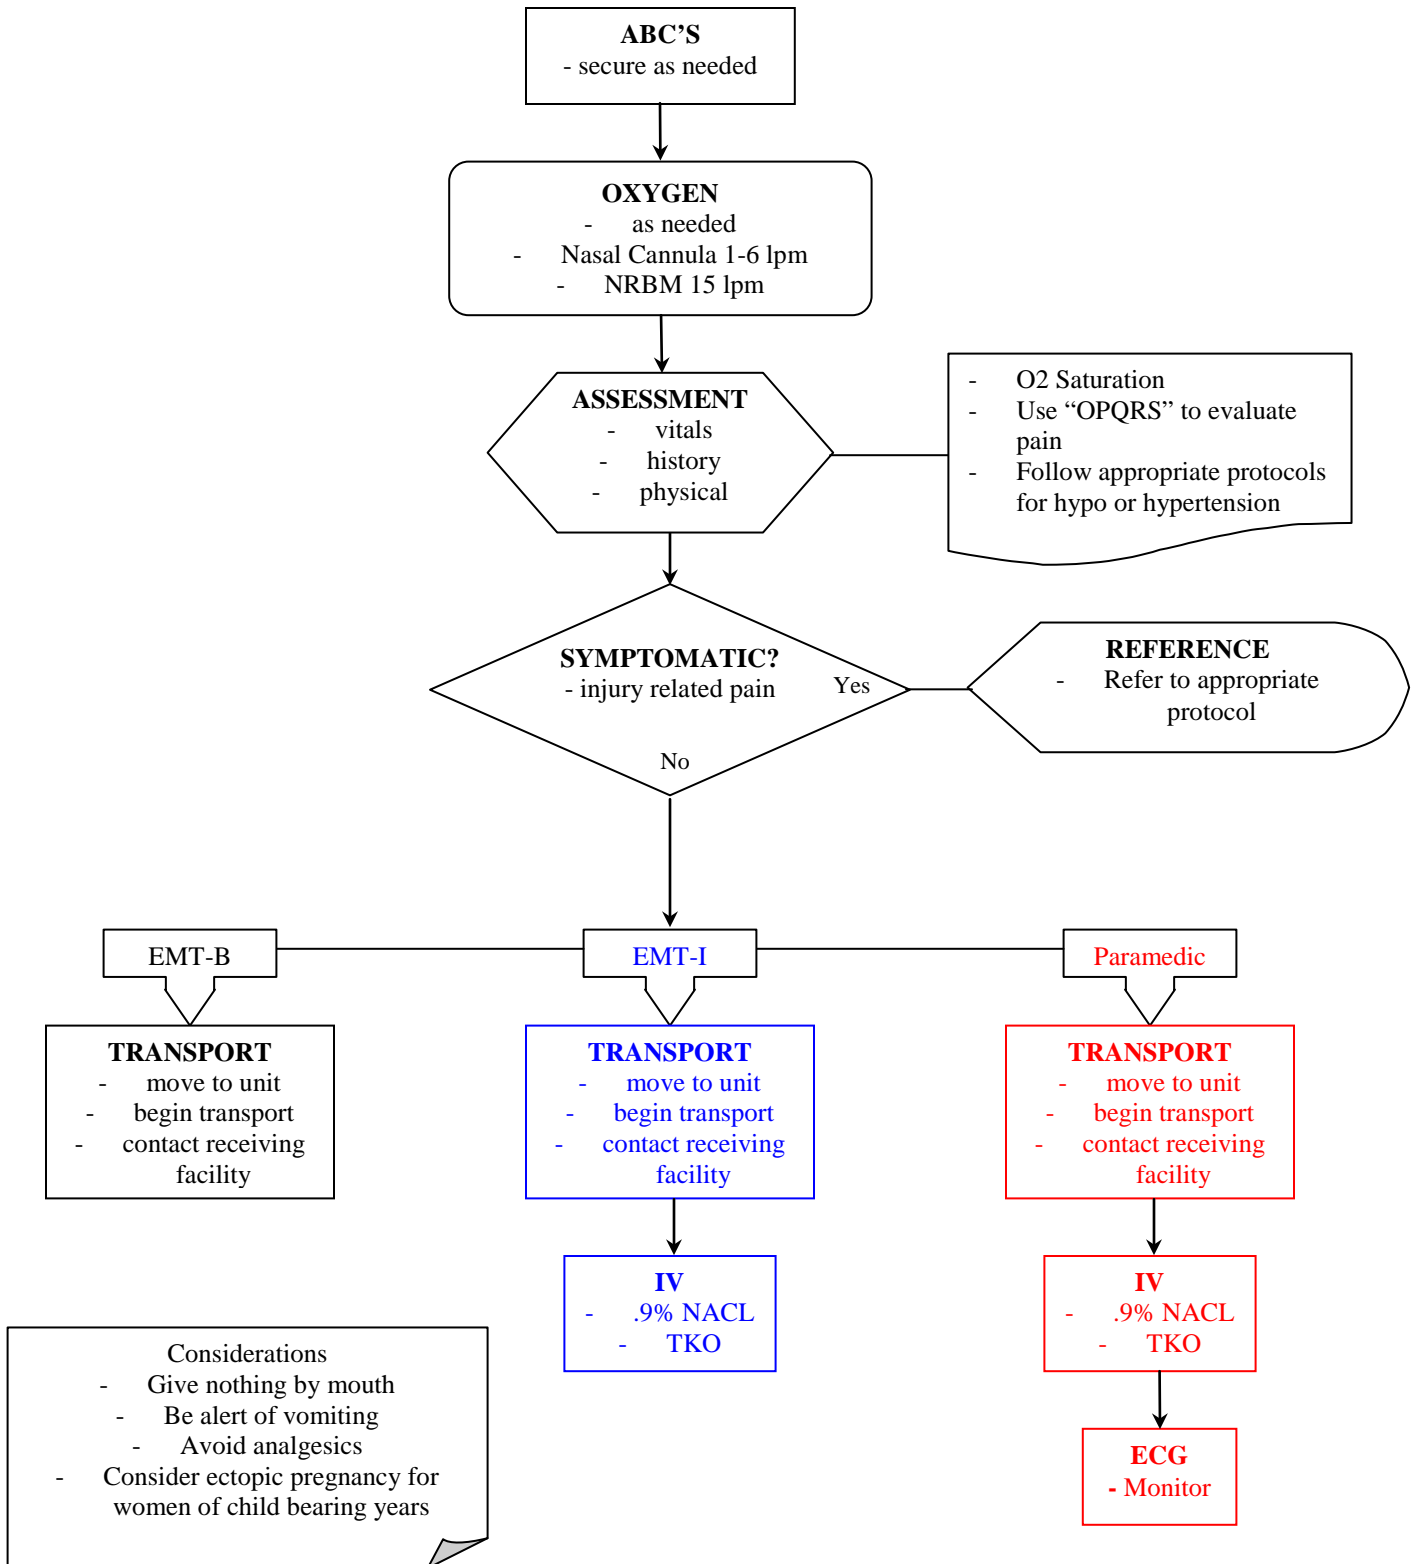 ABC’S
- secure as needed
OXYGEN
- as needed
- Nasal Cannula 1-6 lpm
- NRBM 15 lpm
ASSESSMENT
- vitals
- history
- physical
- O2 Saturation
- Use “OPQRS” to evaluate
pain
- Follow appropriate protocols
for hypo or hypertension
SYMPTOMATIC?
- injury related pain
Yes
No
REFERENCE
- Refer to appropriate
protocol
EMT-B
EMT-I
Paramedic
TRANSPORT
- move to unit
- begin transport
- contact receiving
facility
TRANSPORT
- move to unit
- begin transport
- contact receiving
facility
TRANSPORT
- move to unit
- begin transport
- contact receiving
facility
IV
- .9% NACL
- TKO
IV
- .9% NACL
- TKO
Considerations
- Give nothing by mouth
- Be alert of vomiting
- Avoid analgesics
- Consider ectopic pregnancy for
women of child bearing years
ECG
- Monitor